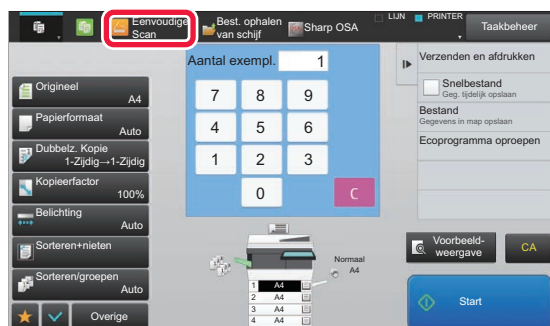 Eenvoudige
Scan
Best. ophalen
van schijf
Sharp OSA
LIJN
PRINTER
Taakbeheer
Origineel
A4
Papierformaat
Auto
Dubbelz. Kopie
1-Zijdig→1-Zijdig
Kopieerfactor
100%
Belichting
Auto
Sorteren+nieten
Sorteren/groepen
Auto
Overige
Aantal exempl. 1
7 8 9
4 5 6
1 2 3
0 C
Normaal
A4
1 A4
2 A4
3 A4
4 A4
Verzenden en afdrukken
Snelbestand
Geg. tijdelijk opslaan
Bestand
Gegevens in map opslaan
Ecoprogramma oproepen
Voorbeeld-
weergave
CA
Start